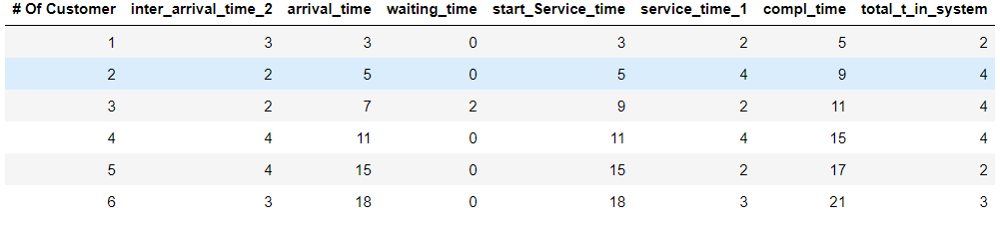 # Of Customer inter_arrival_time_2 arrival_time waiting_time start_Service_time service_time_1 compl_time total_t_in_system
1 3 3 0 3 2 5 2
2 2 5 0 5 4 9 4
3 2 7 2 9 2 11 4
4 4 11 0 11 4 15 4
5 4 15 0 15 2 17 2
6 3 18 0 18 3 21 3